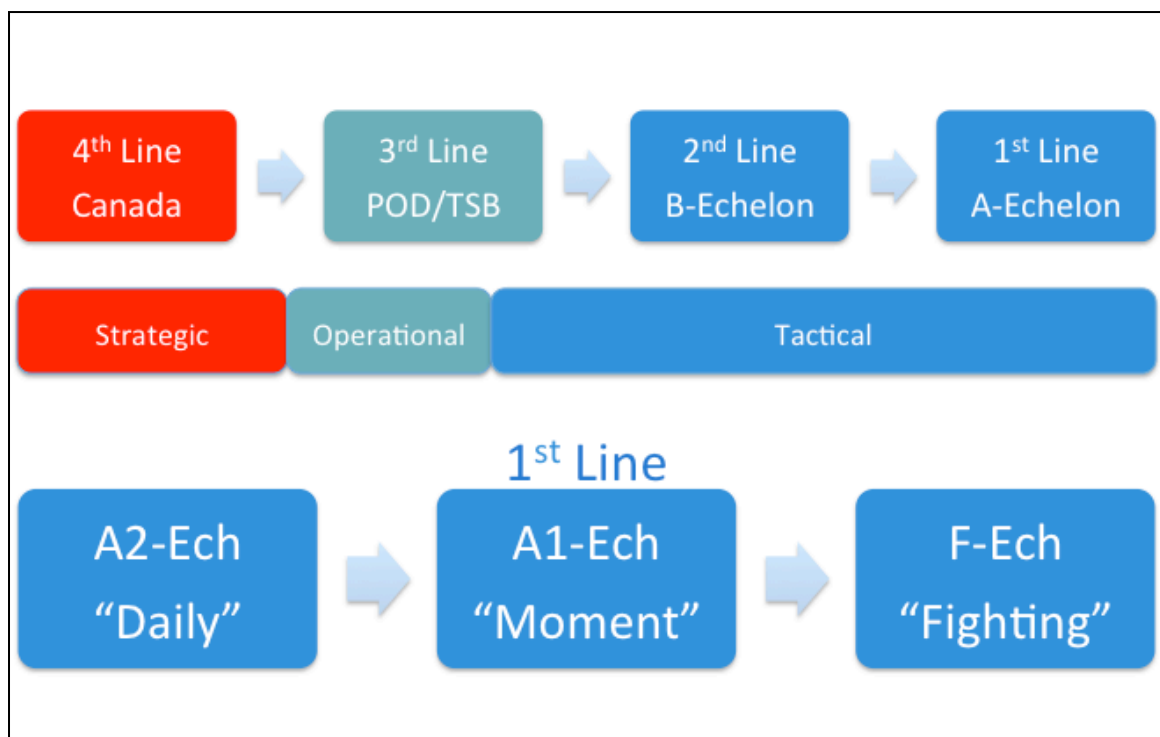 4th Line
Canada
3rd Line
POD/TSB
2nd Line
B-Echelon
1st Line
A-Echelon
Strategic
Operational
Tactical
1st Line
A2-Ech
“Daily”
A1-Ech
“Moment”
F-Ech
“Fighting”